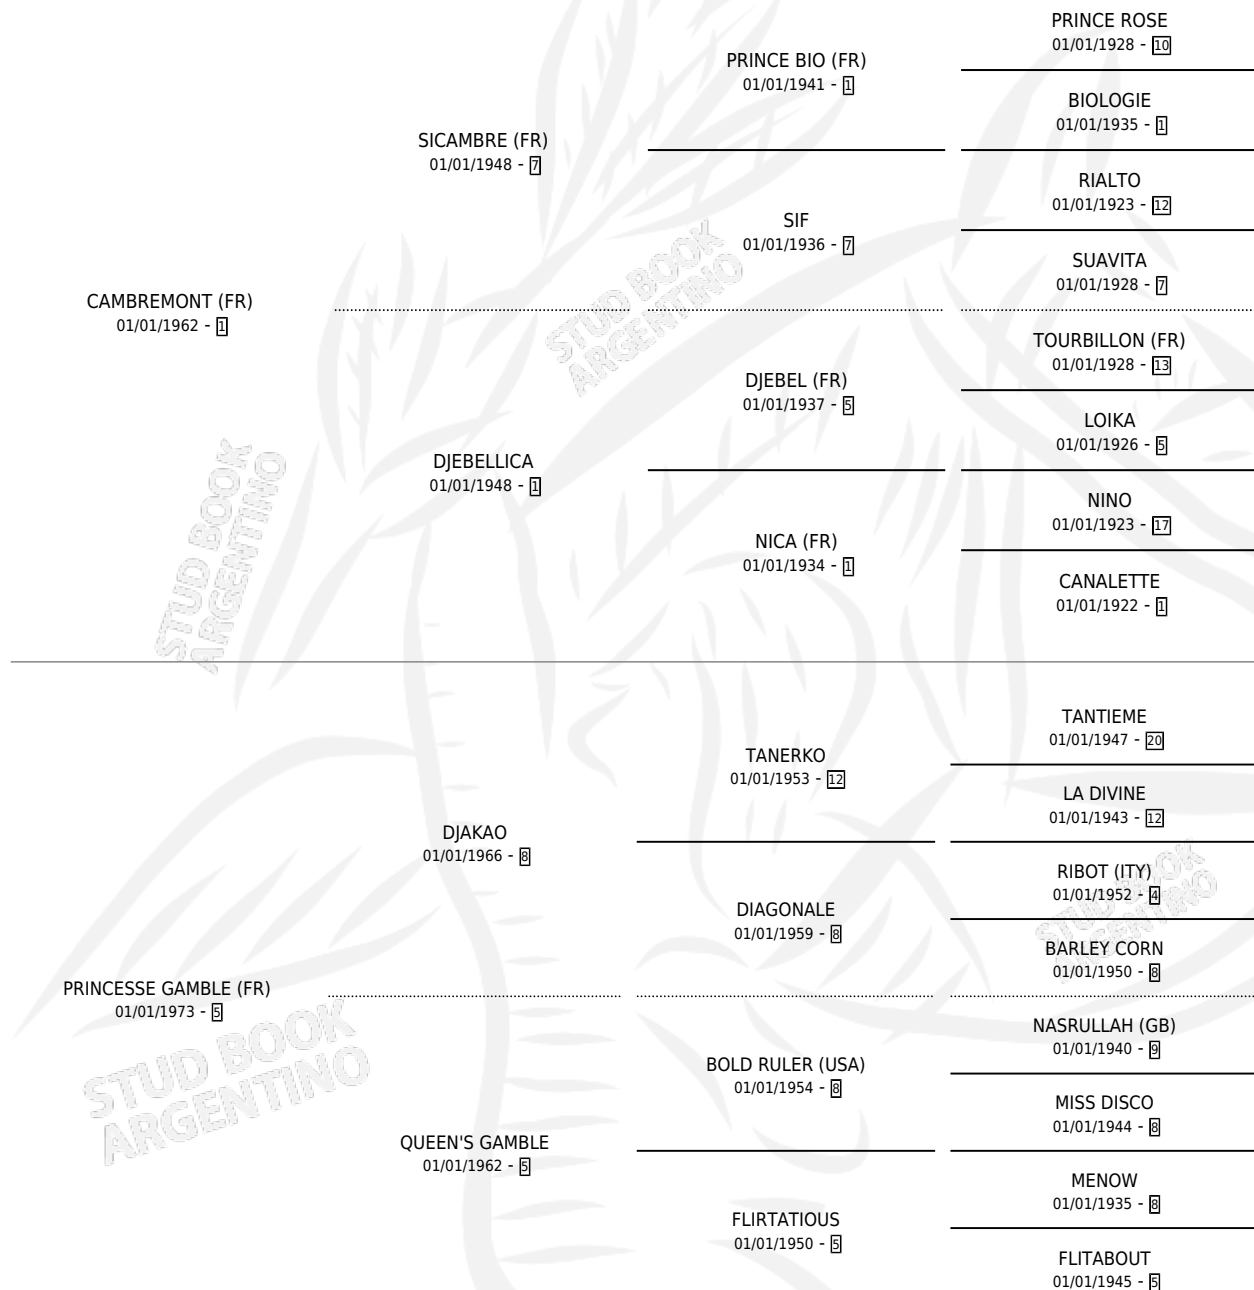 PRINCE ROSE
01/01/1928 - 10
PRINCE BIO (FR)
01/01/1941 - 1
BIOLOGIE
01/01/1935 - 1
SICAMBRE (FR)
01/01/1948 - 7
RIALTO
01/01/1923 - 12
SIF
01/01/1936 - 7
SUAVITA
01/01/1928 - 7
CAMBREMONT (FR)
01/01/1962 - 1
STUD BOOK
ARGENTINO
TOURBILLON (FR)
01/01/1928 - 13
DJEBEL (FR)
01/01/1937 - 5
LOIKA
01/01/1926 - 5
DJEBELLICA
01/01/1948 - 1
NINO
01/01/1923 - 17
NICA (FR)
01/01/1934 - 1
CANALETTE
01/01/1922 - 1
STUD BOOK
ARGENTINO
TANTIEME
01/01/1947 - 20
TANERKO
01/01/1953 - 12
LA DIVINE
01/01/1943 - 12
DJAKAO
01/01/1966 - 8
RIBOT (ITY)
01/01/1952 - 4
DIAGONALE
01/01/1959 - 8
BARLEY CORN
01/01/1950 - 8
STUD BOOK
ARGENTINO
PRINCESSE GAMBLE (FR)
01/01/1973 - 5
NASRULLAH (GB)
01/01/1940 - 9
BOLD RULER (USA)
01/01/1954 - 8
MISS DISCO
01/01/1944 - 8
STUD BOOK
ARGENTINO
QUEEN'S GAMBLE
01/01/1962 - 5
MENOW
01/01/1935 - 8
FLIRTATIOUS
01/01/1950 - 5
FLITABOUT
01/01/1945 - 5